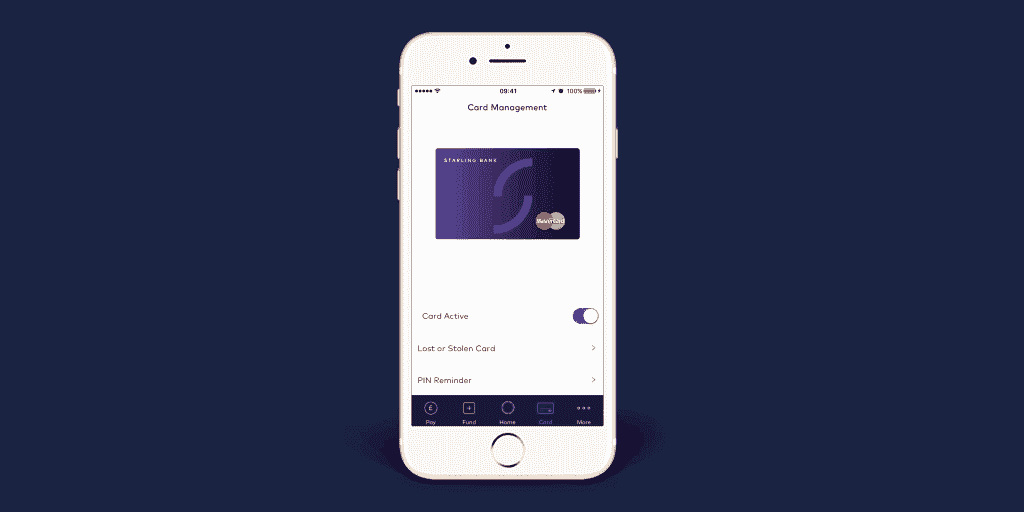 09:41
100%
Card Management
STARLING BANK
MasterCard
Card Active
Lost or Stolen Card
PIN Reminder
£
Pay
Fund
Home
Card
More